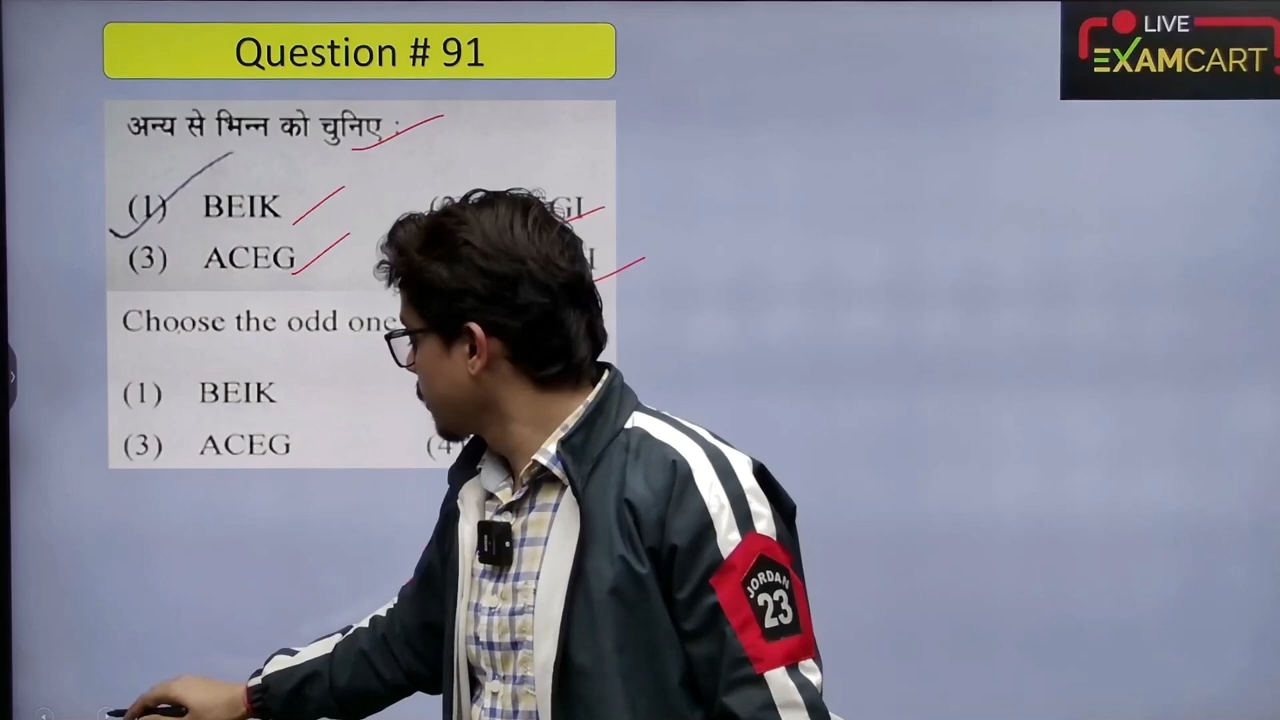 Question # 91
LIVE
EXAMCART
अन्य से भिन्न को चुनिए :
(1) BEIK
(3) ACEG
Choose the odd one
(1) BEIK
(3) ACEG
JORDAN
23